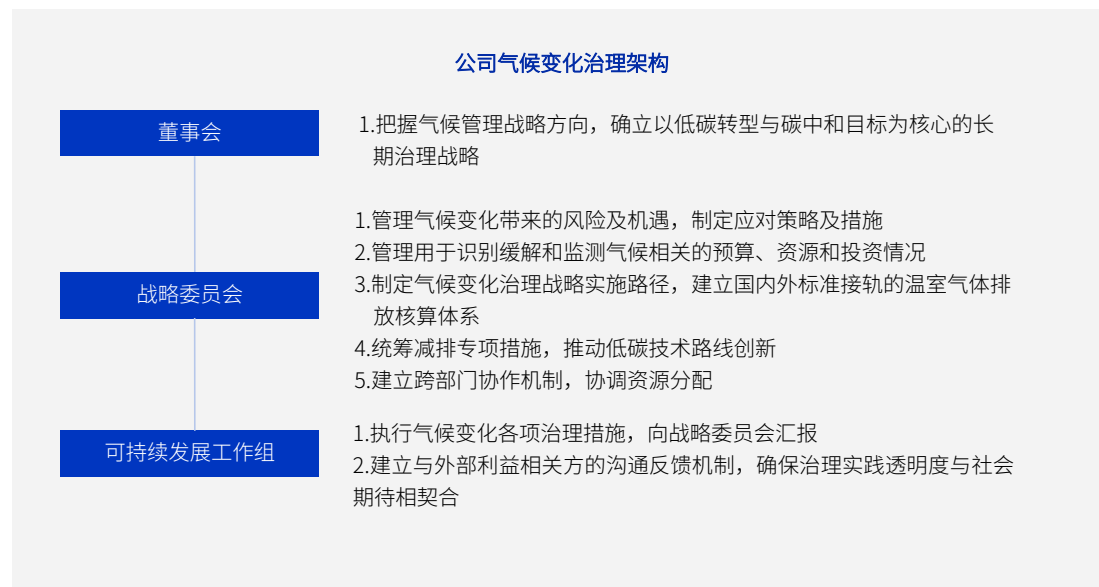 公司气候变化治理架构
董事会
1.把握气候管理战略方向，确立以低碳转型与碳中和目标为核心的长
期治理战略
战略委员会
1.管理气候变化带来的风险及机遇，制定应对策略及措施
2.管理用于识别缓解和监测气候相关的预算、资源和投资情况
3.制定气候变化治理战略实施路径，建立国内外标准接轨的温室气体排
放核算体系
4.统筹减排专项措施，推动低碳技术路线创新
5.建立跨部门协作机制，协调资源分配
可持续发展工作组
1.执行气候变化各项治理措施，向战略委员会汇报
2.建立与外部利益相关方的沟通反馈机制，确保治理实践透明度与社会
期待相契合